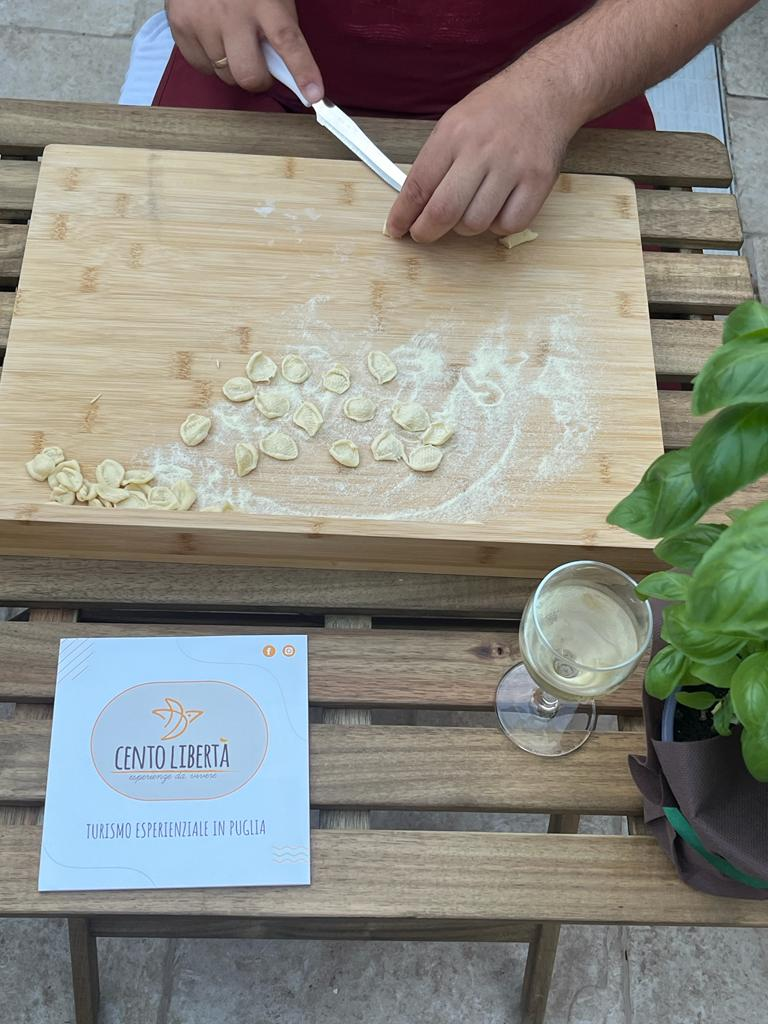 CENTO LIBERTÀ
esperienze da vivere
TURISMO ESPERIENZIALE IN PUGLIA